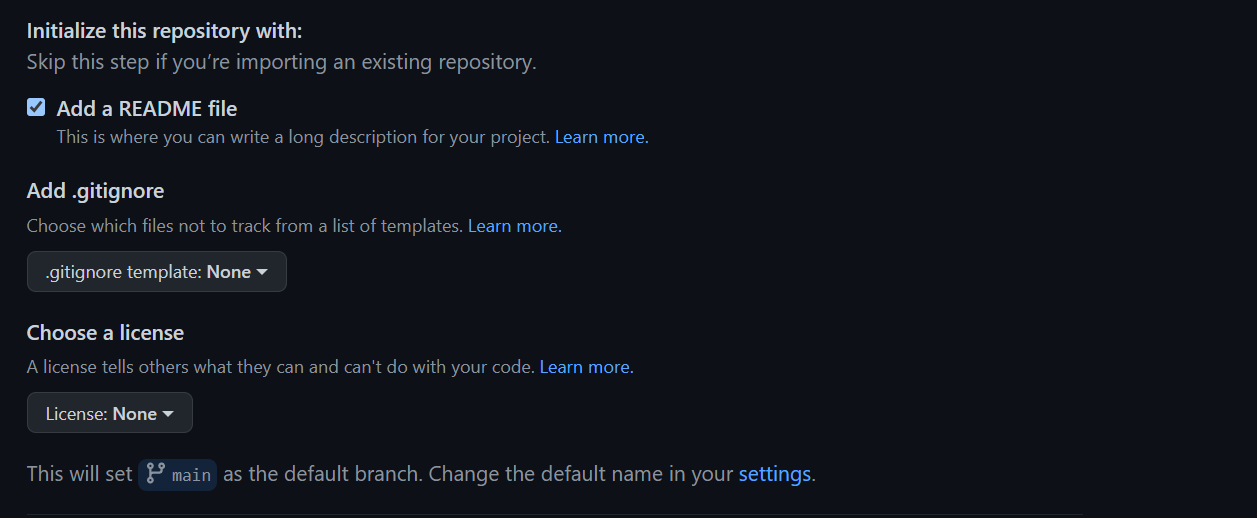 Initialize this repository with:
Skip this step if you’re importing an existing repository.
Add a README file
This is where you can write a long description for your project. Learn more.
Add .gitignore
Choose which files not to track from a list of templates. Learn more.
.gitignore template: None
Choose a license
A license tells others what they can and can't do with your code. Learn more.
License: None
This will set main as the default branch. Change the default name in your settings.